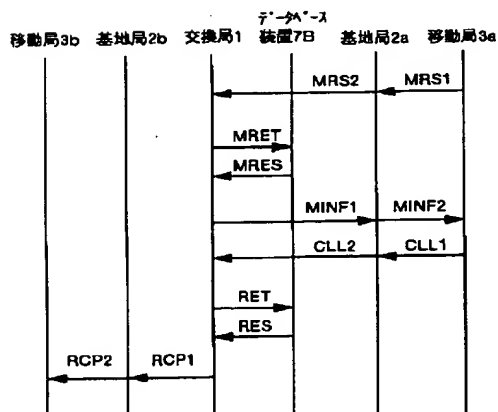 データベース
移動局3b 基地局2b 交換局1 装置7B 基地局2a 移動局3a
MRS2 MRS1
MRET
MRES
MINF1 MINF2
CLL2 CLL1
RET
RES
RCP2 RCP1